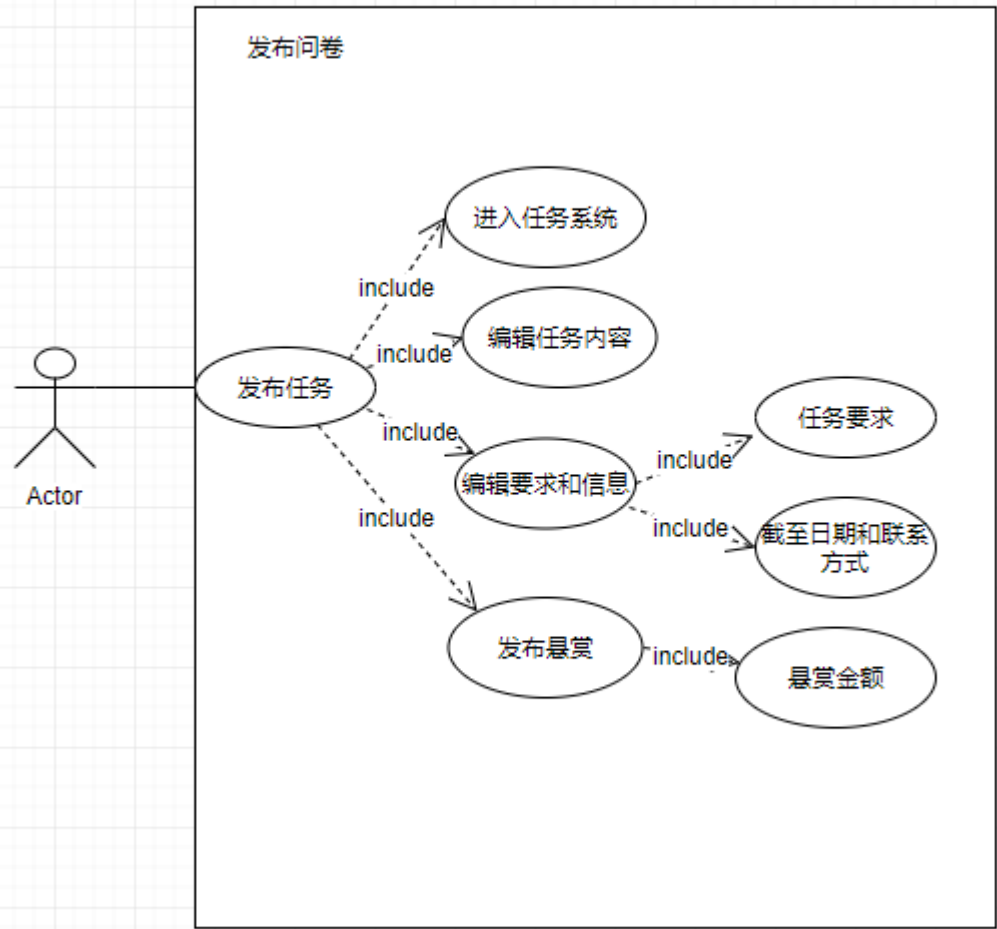 发布问卷
进入任务系统
include
编辑任务内容
include
发布任务
任务要求
include
include
编辑要求和信息
include
截至日期和联系
方式
include
Actor
发布悬赏
include
悬赏金额